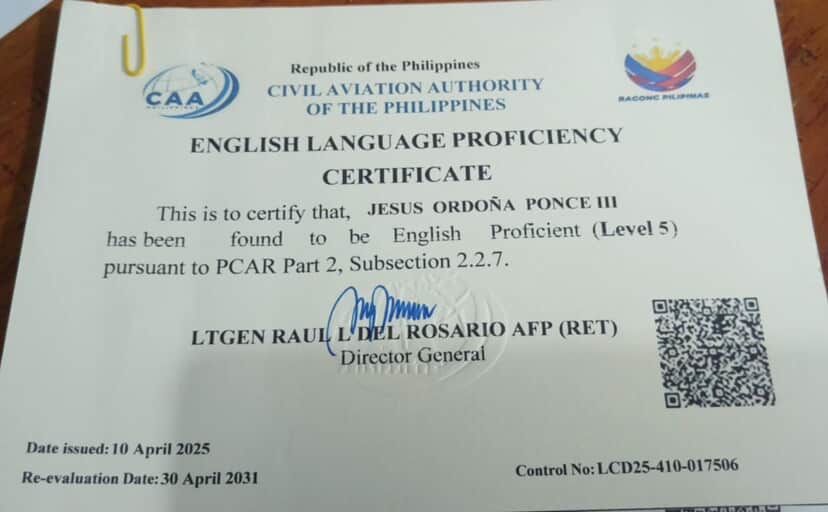 Republic of the Philippines
CIVIL AVIATION AUTHORITY
OF THE PHILIPPINES
CAA
PHILIPPINES
BAGONG PILIPINAS
ENGLISH LANGUAGE PROFICIENCY
CERTIFICATE
This is to certify that, JESUS ORDOÑA PONCE III
has been found to be English Proficient (Level 5)
pursuant to PCAR Part 2, Subsection 2.2.7.
LTGEN RAUL L DEL ROSARIO AFP (RET)
Director General
Date issued: 10 April 2025
Re-evaluation Date: 30 April 2031
Control No: LCD25-410-017506